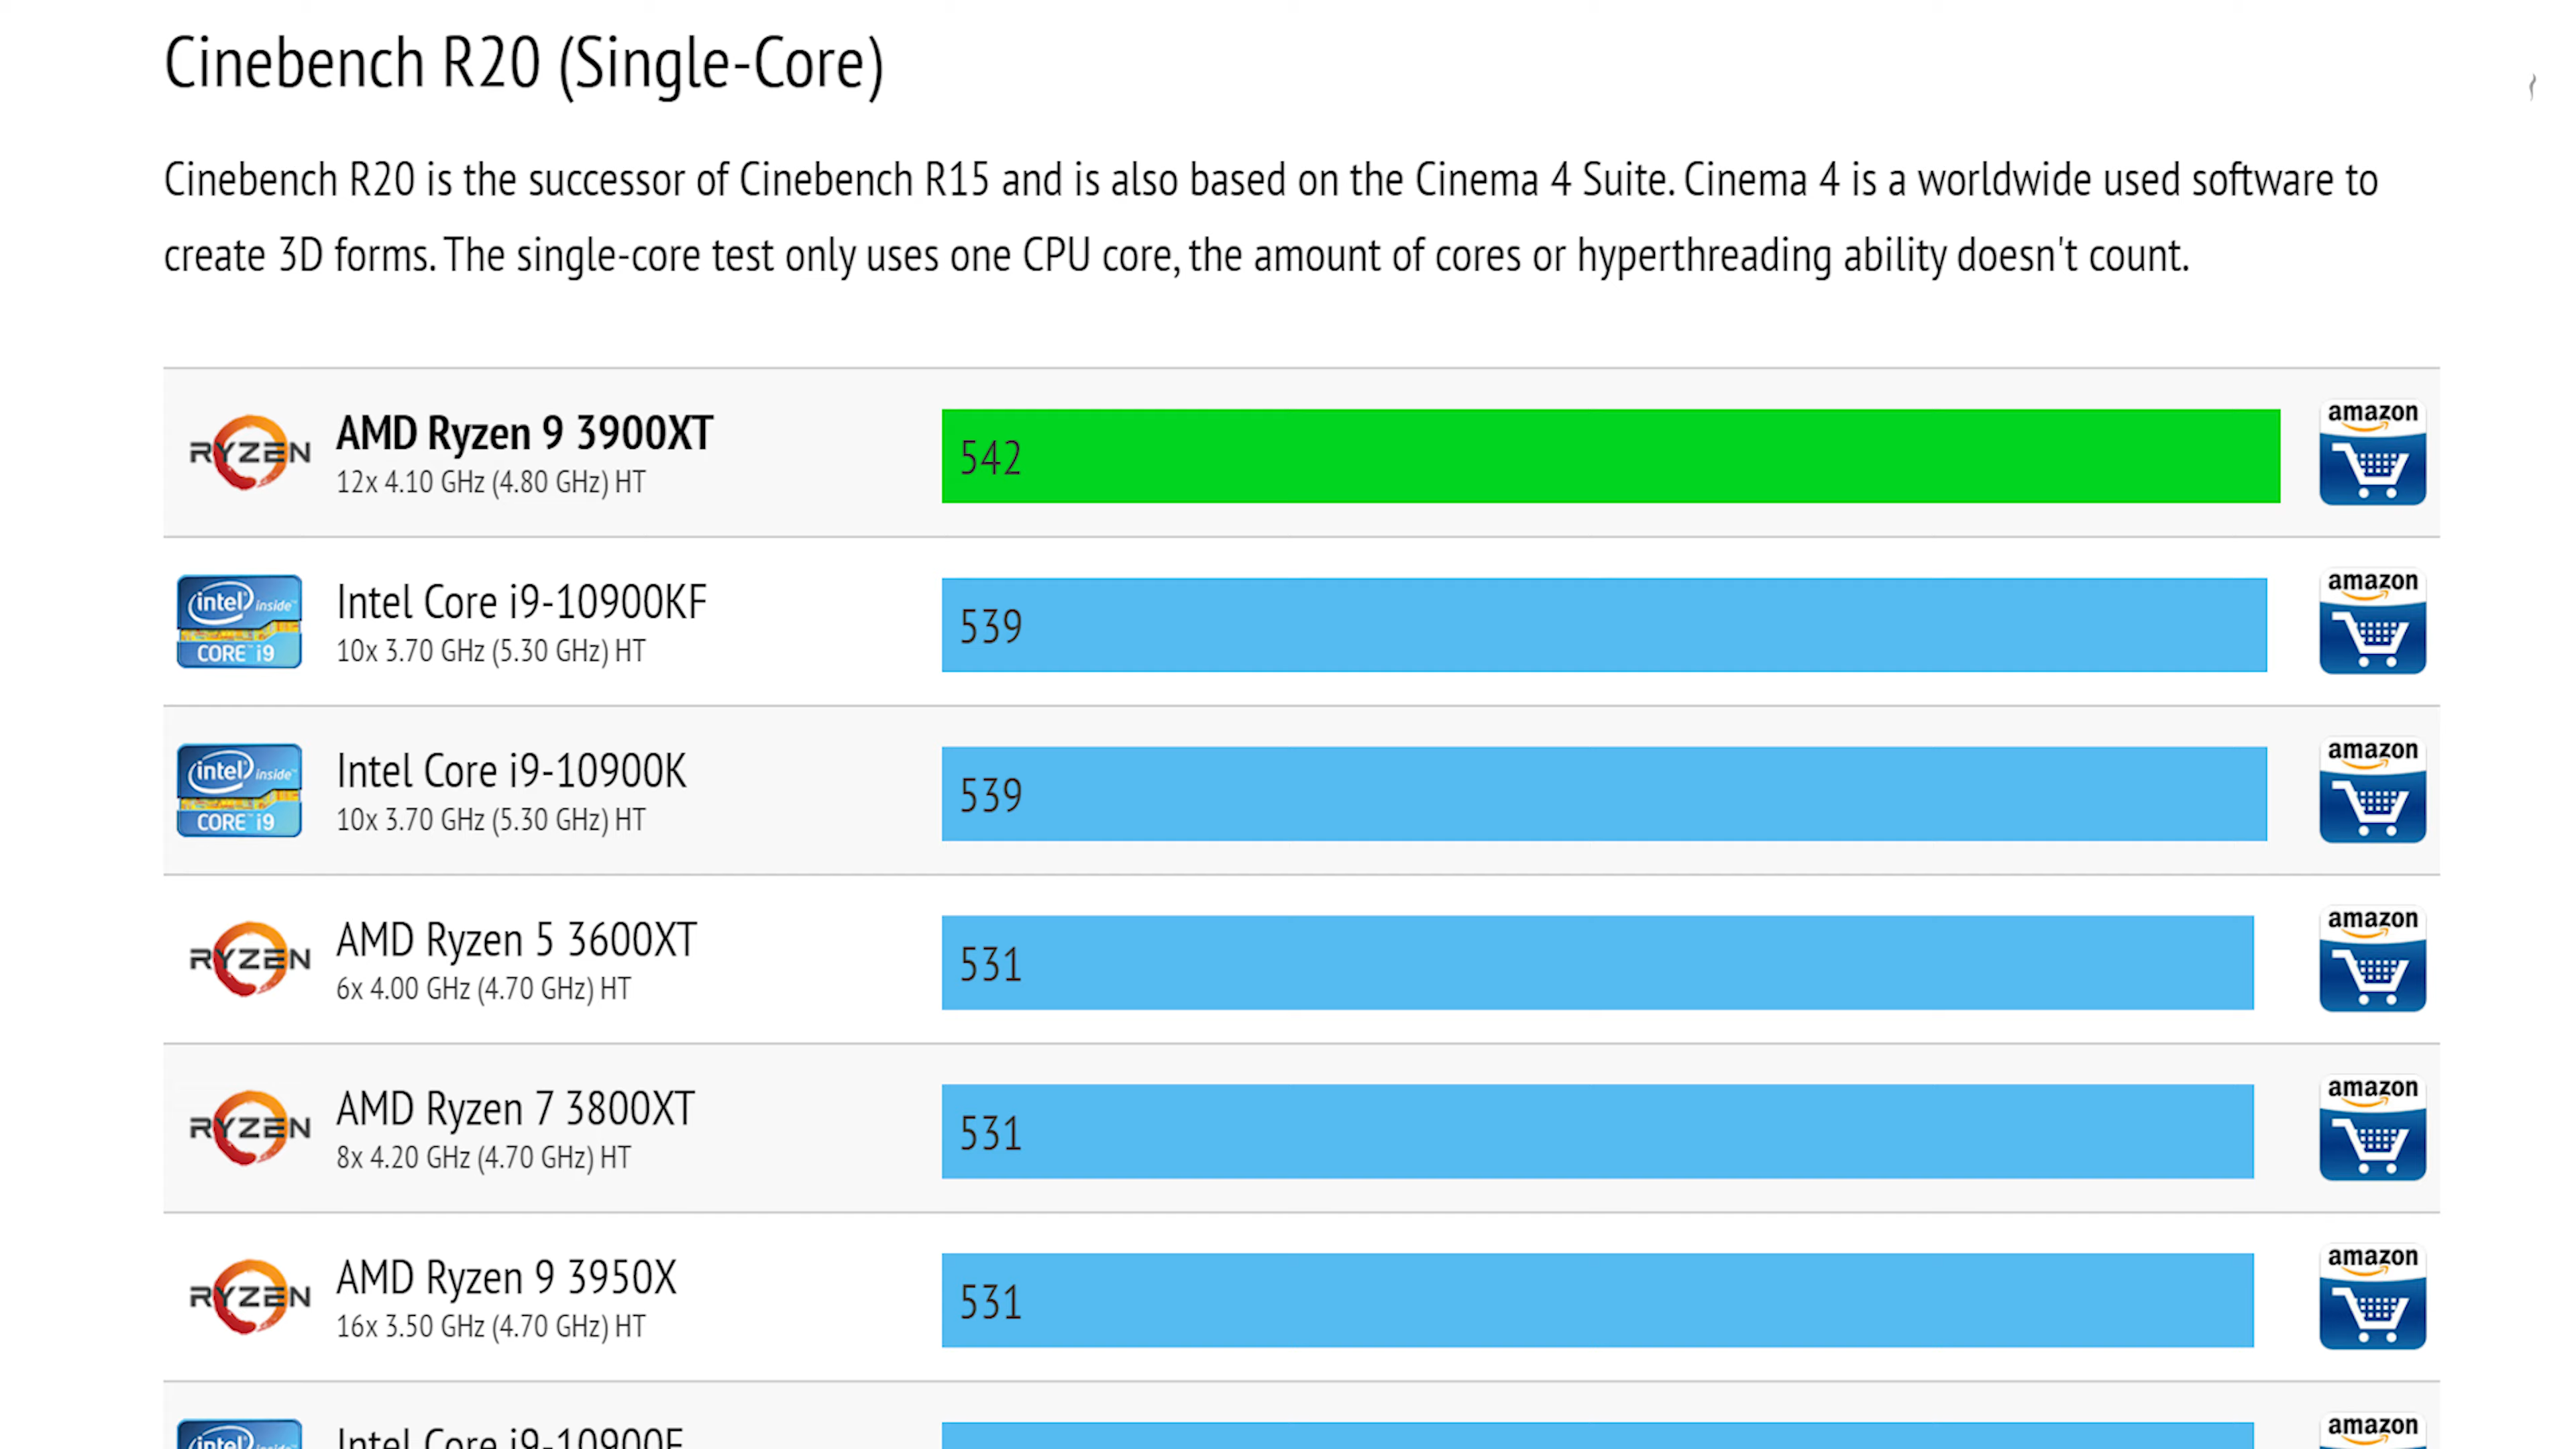 Cinebench R20 (Single-Core)
Cinebench R20 is the successor of Cinebench R15 and is also based on the Cinema 4 Suite. Cinema 4 is a worldwide used software to
create 3D forms. The single-core test only uses one CPU core, the amount of cores or hyperthreading ability doesn't count.
RYZEN
AMD Ryzen 9 3900XT
12x 4.10 GHz (4.80 GHz) HT
542
amazon
intel inside™
CORE™ i9
Intel Core i9-10900KF
10x 3.70 GHz (5.30 GHz) HT
539
amazon
intel inside™
CORE™ i9
Intel Core i9-10900K
10x 3.70 GHz (5.30 GHz) HT
539
amazon
RYZEN
AMD Ryzen 5 3600XT
6x 4.00 GHz (4.70 GHz) HT
531
amazon
RYZEN
AMD Ryzen 7 3800XT
8x 4.20 GHz (4.70 GHz) HT
531
amazon
RYZEN
AMD Ryzen 9 3950X
16x 3.50 GHz (4.70 GHz) HT
531
amazon
intel inside™
Intel Core
amazon